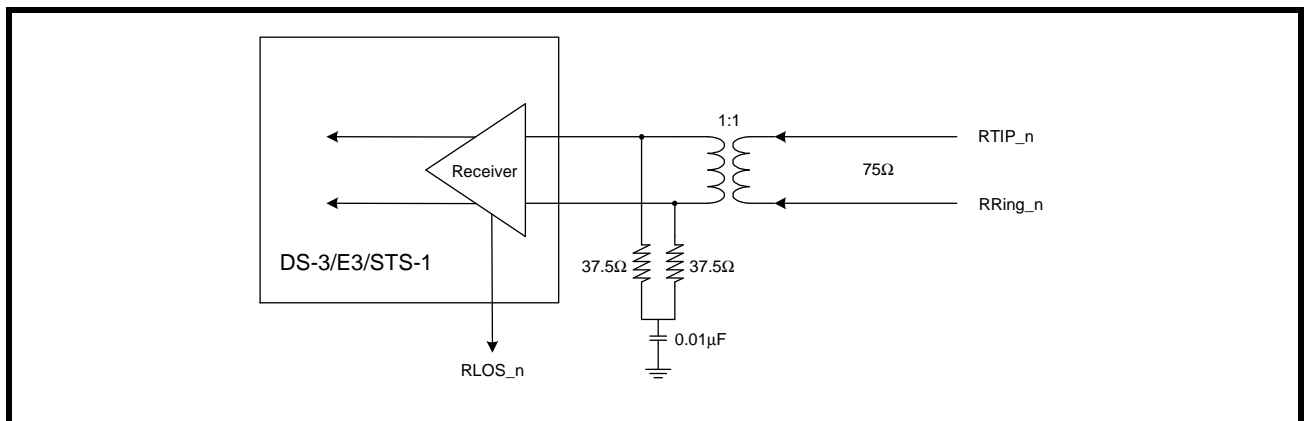 1:1
RTIP_n
Receiver
75Ω
RRing_n
DS-3/E3/STS-1
37.5Ω
37.5Ω
0.01μF
RLOS_n